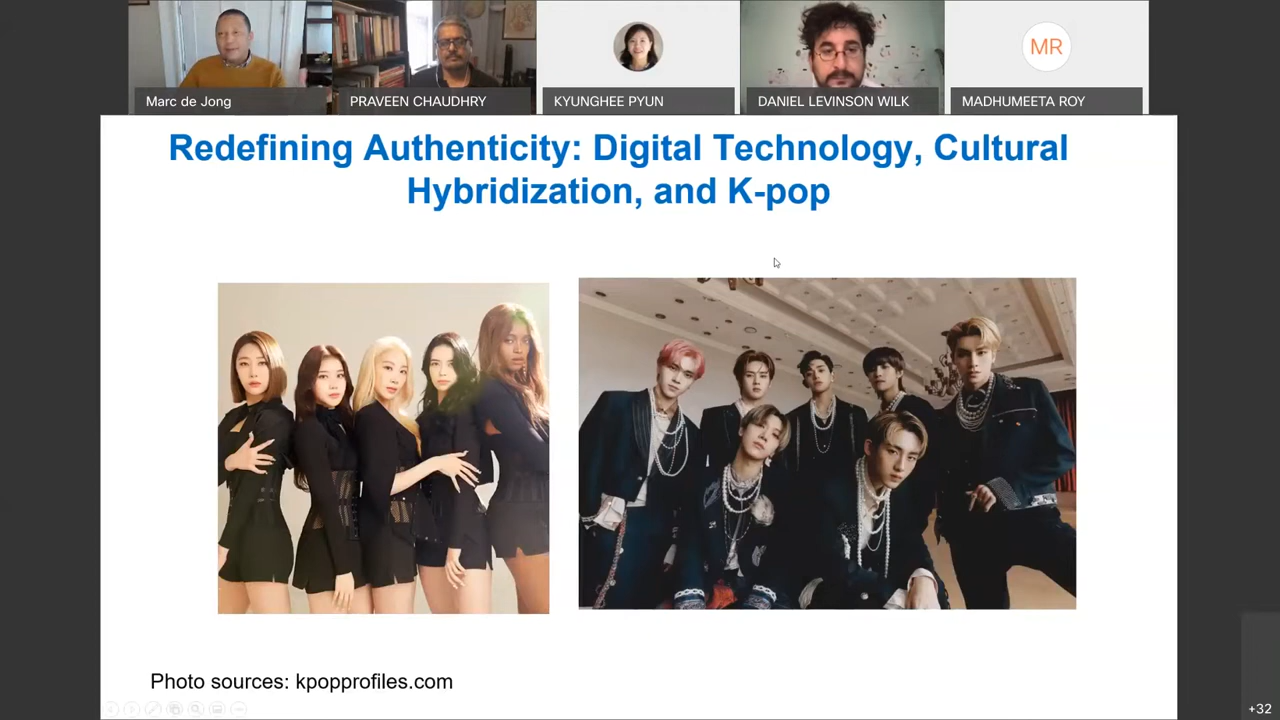 Marc de Jong
PRAVEEN CHAUDHRY
KYUNGHEE PYUN
DANIEL LEVINSON WILK
MR
MADHUMEETA ROY
Redefining Authenticity: Digital Technology, Cultural
Hybridization, and K-pop
Photo sources: kpopprofiles.com
+32